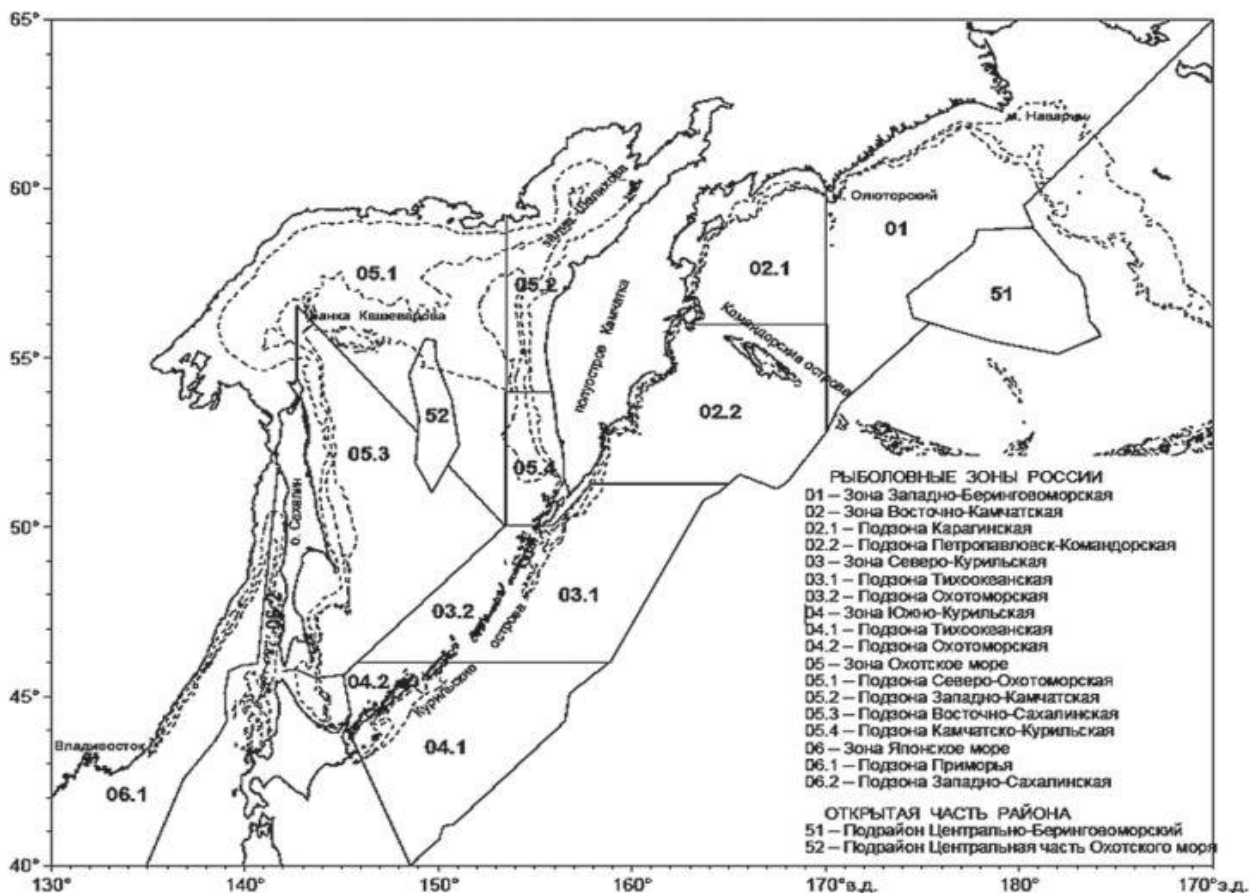 65°
м. Наварин
60°
залив Шелихова
м. Олюторский
01
05.1
05.2
02.1
51
банка Кашеварова
полуостров Камчатка
Командорские острова
55°
52
02.2
05.3
05.4
о. Сахалин
50°
03.1
03.2
Курильские острова
04.2
45°
04.1
Владивосток
06.1
40°
130°
140°
150°
160°
170°в.д.
180°
170°з.д.
РЫБОЛОВНЫЕ ЗОНЫ РОССИИ
01 – Зона Западно-Беринговоморская
02 – Зона Восточно-Камчатская
02.1 – Подзона Карагинская
02.2 – Подзона Петропавловск-Командорская
03 – Зона Северо-Курильская
03.1 – Подзона Тихоокеанская
03.2 – Подзона Охотоморская
04 – Зона Южно-Курильская
04.1 – Подзона Тихоокеанская
04.2 – Подзона Охотоморская
05 – Зона Охотское море
05.1 – Подзона Северо-Охотоморская
05.2 – Подзона Западно-Камчатская
05.3 – Подзона Восточно-Сахалинская
05.4 – Подзона Камчатско-Курильская
06 – Зона Японское море
06.1 – Подзона Приморья
06.2 – Подзона Западно-Сахалинская
ОТКРЫТАЯ ЧАСТЬ РАЙОНА
51 – Подрайон Центрально-Беринговоморский
52 – Подрайон Центральная часть Охотского моря